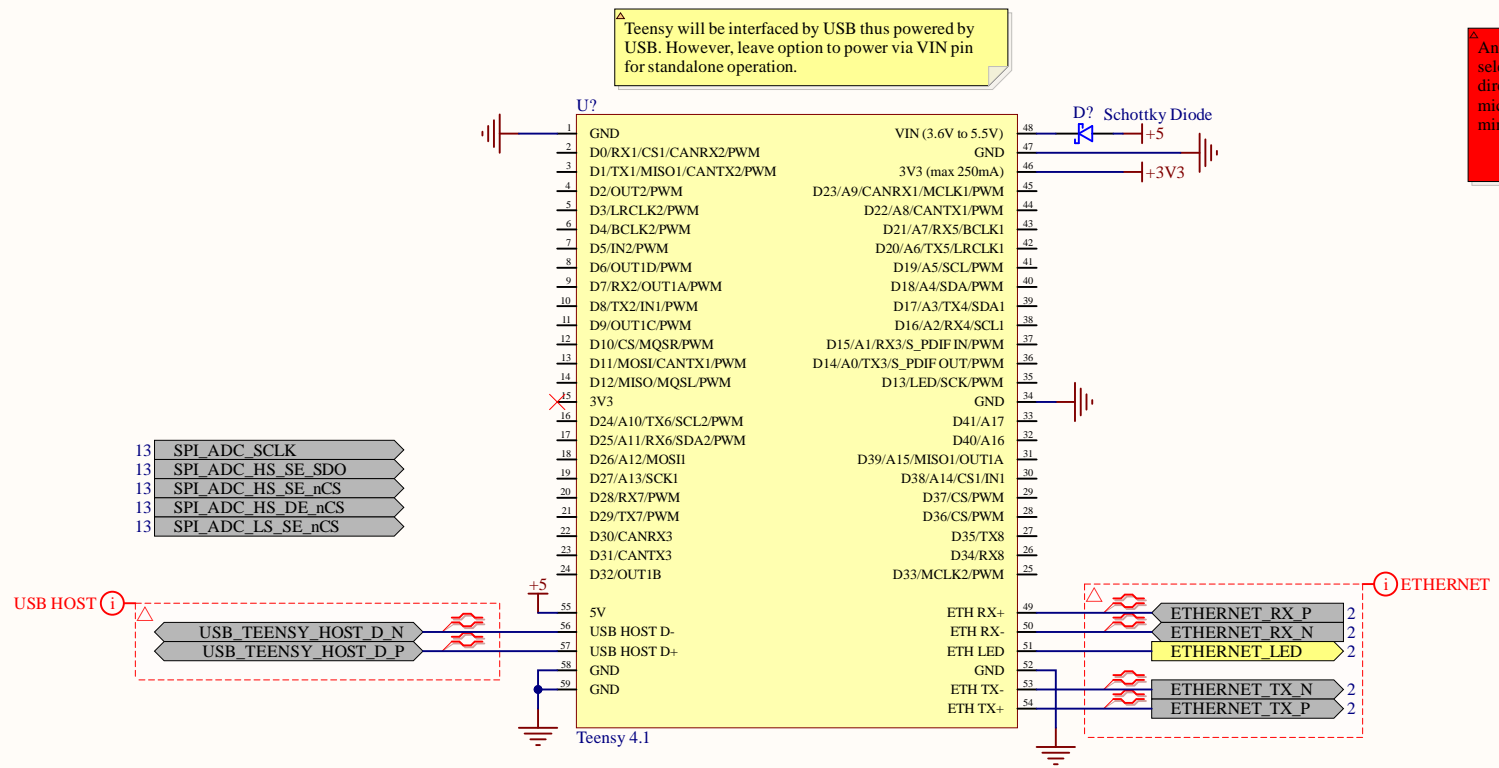 Teensy will be interfaced by USB thus powered by
USB. However, leave option to power via VIN pin
for standalone operation.
An
sel
dir
mi
min
U?
D? Schottky Diode
1 GND
2 D0/RX1/CS1/CANRX2/PWM
3 D1/TX1/MISO1/CANTX2/PWM
4 D2/OUT2/PWM
5 D3/LRCLK2/PWM
6 D4/BCLK2/PWM
7 D5/IN2/PWM
8 D6/OUT1D/PWM
9 D7/RX2/OUT1A/PWM
10 D8/TX2/IN1/PWM
11 D9/OUT1C/PWM
12 D10/CS/MQSR/PWM
13 D11/MOSI/CANTX1/PWM
14 D12/MISO/MQSL/PWM
15 3V3
16 D24/A10/TX6/SCL2/PWM
17 D25/A11/RX6/SDA2/PWM
18 D26/A12/MOSI1
19 D27/A13/SCK1
20 D28/RX7/PWM
21 D29/TX7/PWM
22 D30/CANRX3
23 D31/CANTX3
24 D32/OUT1B
+5
55 5V
56 USB HOST D-
57 USB HOST D+
58 GND
59 GND
VIN (3.6V to 5.5V) 48 +5
GND 47
3V3 (max 250mA) 46 +3V3
D23/A9/CANRX1/MCLK1/PWM 45
D22/A8/CANTX1/PWM 44
D21/A7/RX5/BCLK1 43
D20/A6/TX5/LRCLK1 42
D19/A5/SCL/PWM 41
D18/A4/SDA/PWM 40
D17/A3/TX4/SDA1 39
D16/A2/RX4/SCL1 38
D15/A1/RX3/S_PDIF IN/PWM 37
D14/A0/TX3/S_PDIF OUT/PWM 36
D13/LED/SCK/PWM 35
GND 34
D41/A17 33
D40/A16 32
D39/A15/MISO1/OUT1A 31
D38/A14/CS1/IN1 30
D37/CS/PWM 29
D36/CS/PWM 28
D35/TX8 27
D34/RX8 26
D33/MCLK2/PWM 25
ETH RX+ 49
ETH RX- 50
ETH LED 51
GND 52
ETH TX- 53
ETH TX+ 54
Teensy 4.1
13 SPI_ADC_SCLK
13 SPI_ADC_HS_SE_SDO
13 SPI_ADC_HS_SE_nCS
13 SPI_ADC_HS_DE_nCS
13 SPI_ADC_LS_SE_nCS
USB HOST i
USB_TEENSY_HOST_D_N
USB_TEENSY_HOST_D_P
i ETHERNET
ETHERNET_RX_P 2
ETHERNET_RX_N 2
ETHERNET_LED 2
ETHERNET_TX_N 2
ETHERNET_TX_P 2